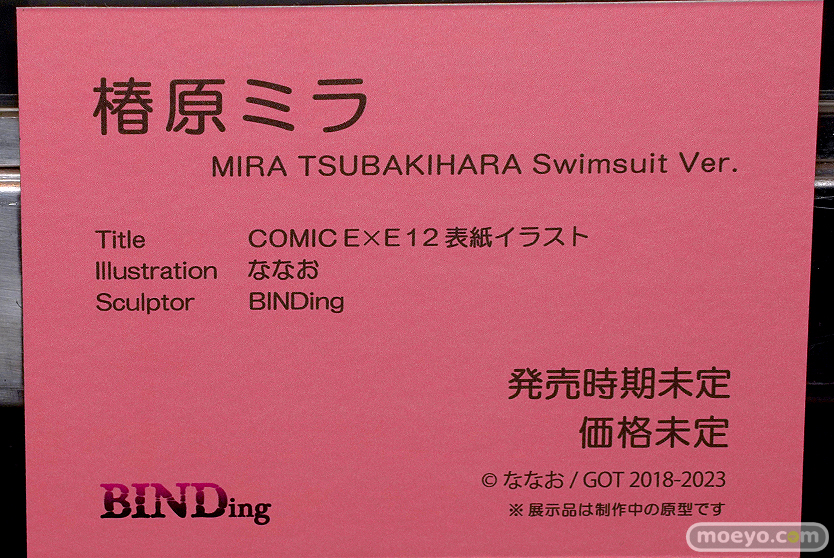 椿原ミラ
MIRA TSUBAKIHARA Swimsuit Ver.
Title COMIC E×E 12 表紙イラスト
Illustration ななお
Sculptor BINDing
発売時期未定
価格未定
© ななお / GOT 2018-2023
※ 展示品は制作中の原型です
BINDing
moeyo.com